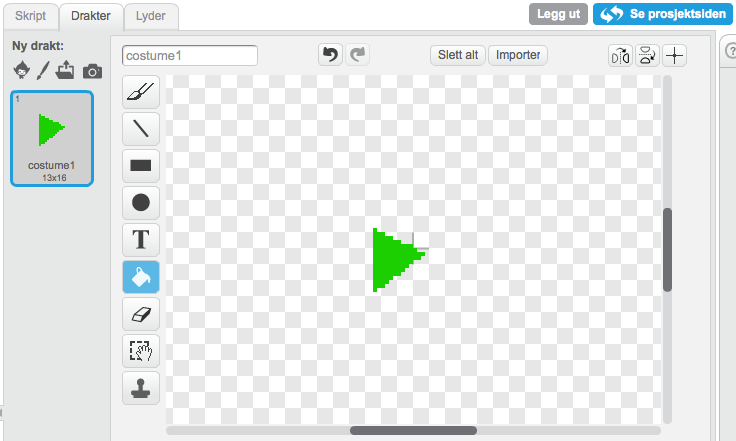 Skript Drakter Lyder Legg ut Se prosjektsiden
Ny drakt:
costume1 Slett alt Importer
1
costume1
13x16
T
?